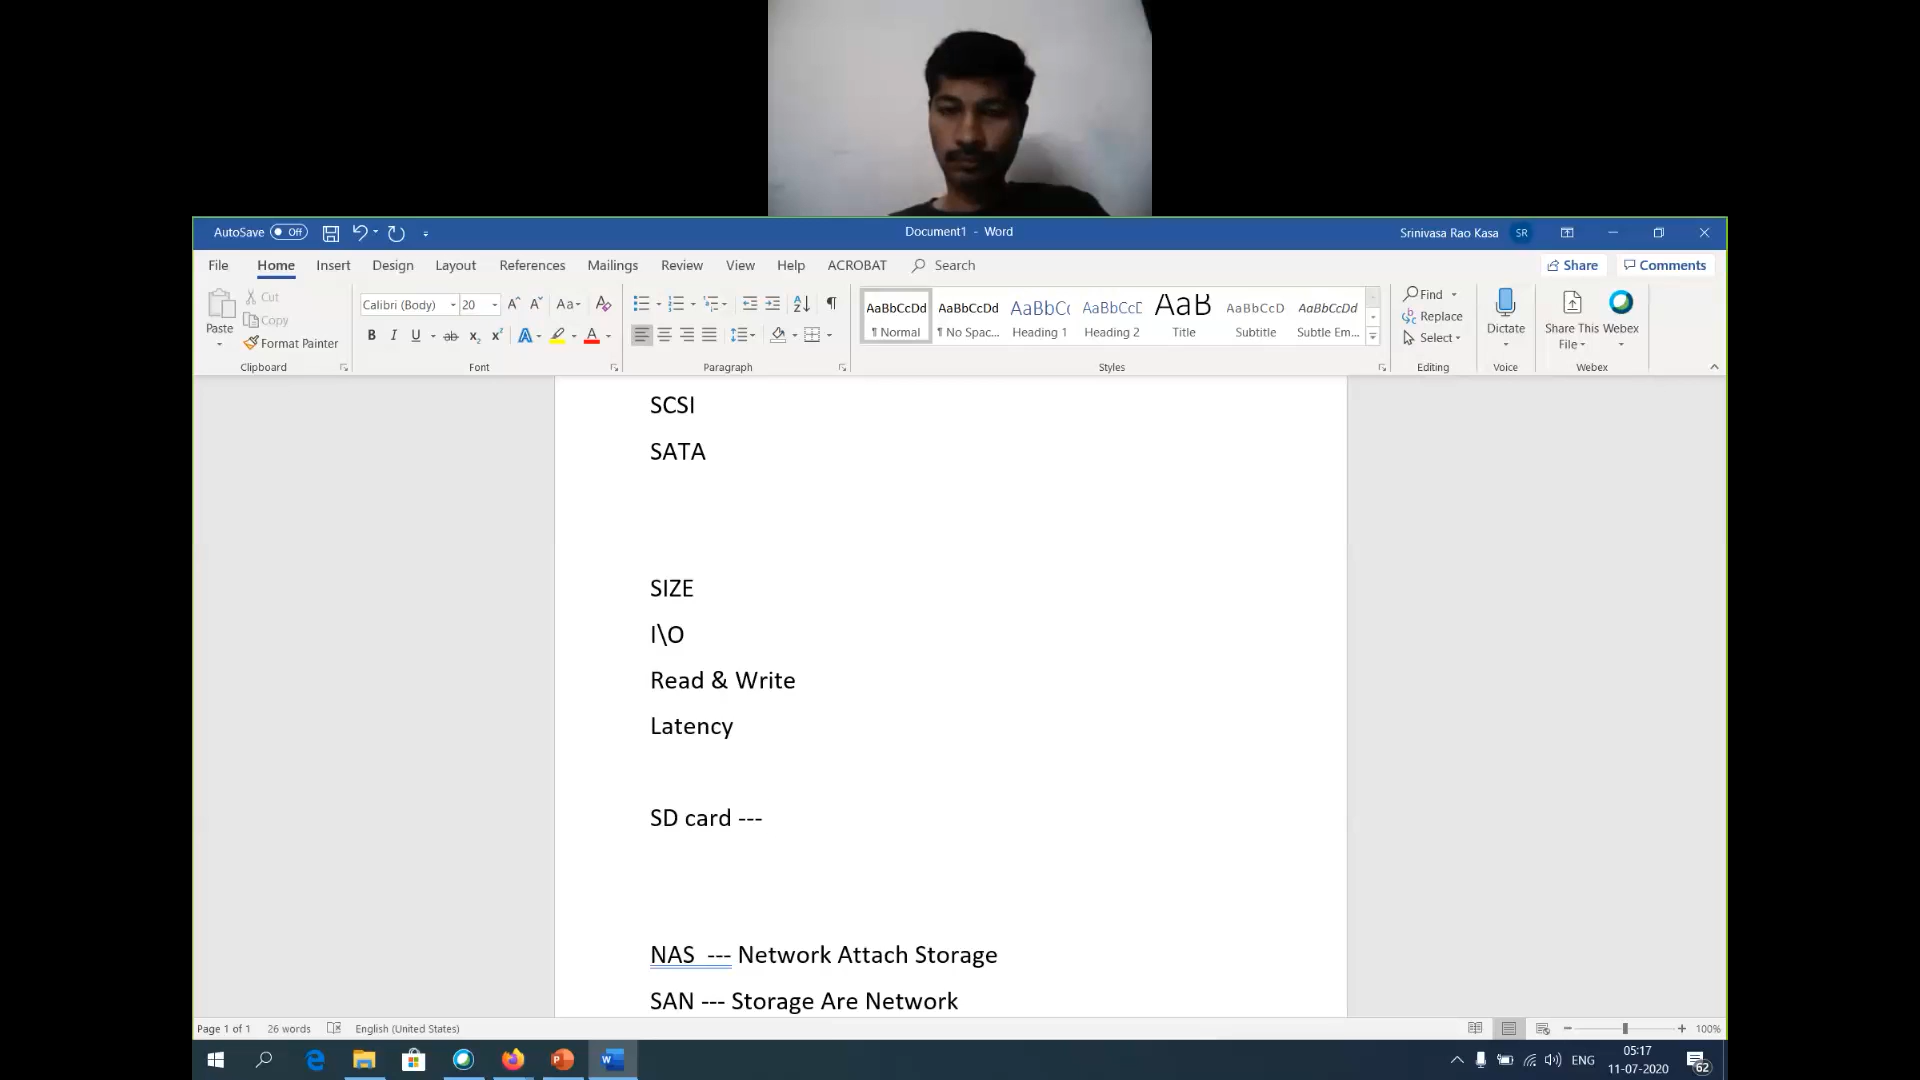 AutoSave Off
Document1 - Word
Srinivasa Rao Kasa SR
File Home Insert Design Layout References Mailings Review View Help ACROBAT Search Share Comments
Paste
Cut
Copy
Format Painter
Clipboard
Calibri (Body) 20
Font
Paragraph
AaBbCcDd AaBbCcDd AaBbC AaBbCcE AaB AaBbCcD AaBbCcDd
¶ Normal ¶ No Spac... Heading 1 Heading 2 Title Subtitle Subtle Em...
Styles
Find
Replace
Select
Editing
Dictate
Voice
Share This File
Webex
Webex
SCSI
SATA
SIZE
I\O
Read & Write
Latency
SD card ---
NAS --- Network Attach Storage
SAN --- Storage Are Network
Page 1 of 1 26 words English (United States) 100%
ENG
05:17
11-07-2020
62